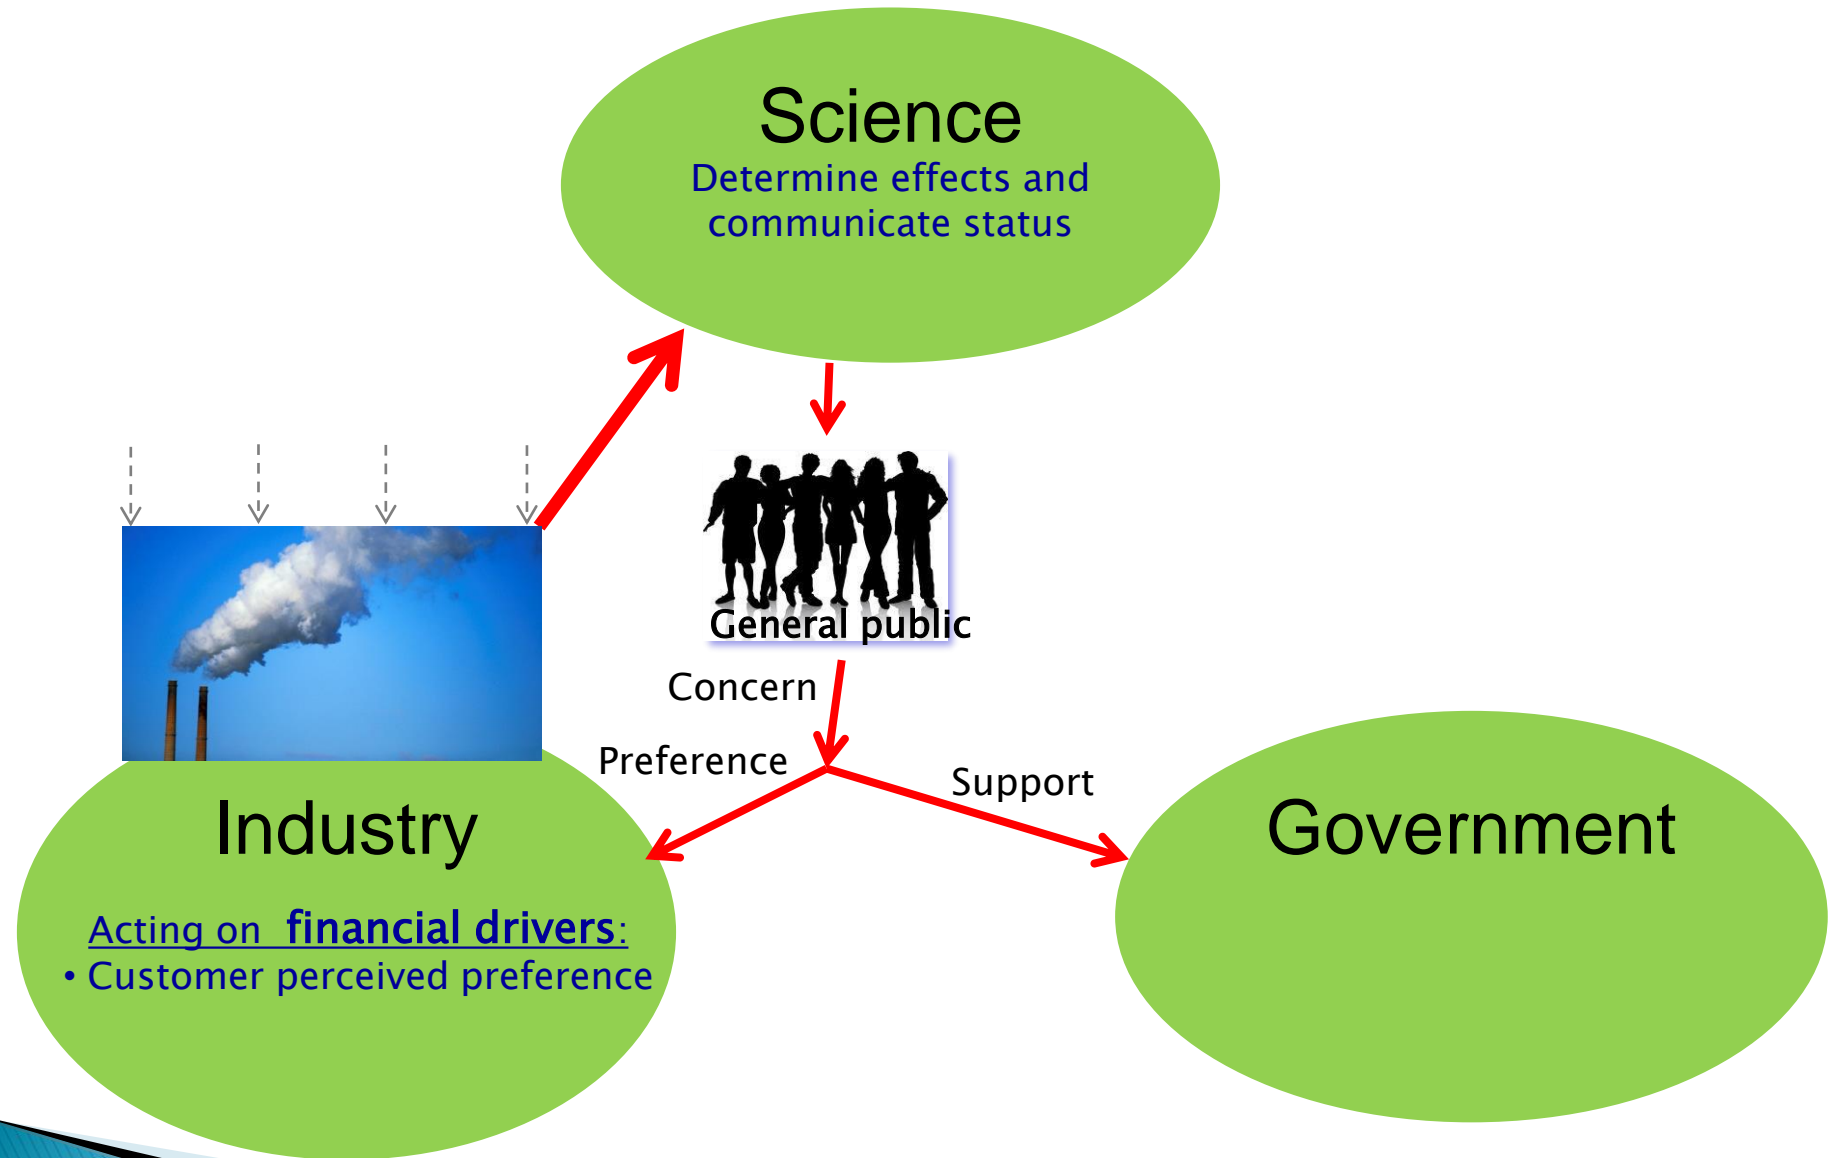 Science
Determine effects and
communicate status
General public
Concern
Preference
Support
Industry
Acting on  financial drivers:
• Customer perceived preference
Government